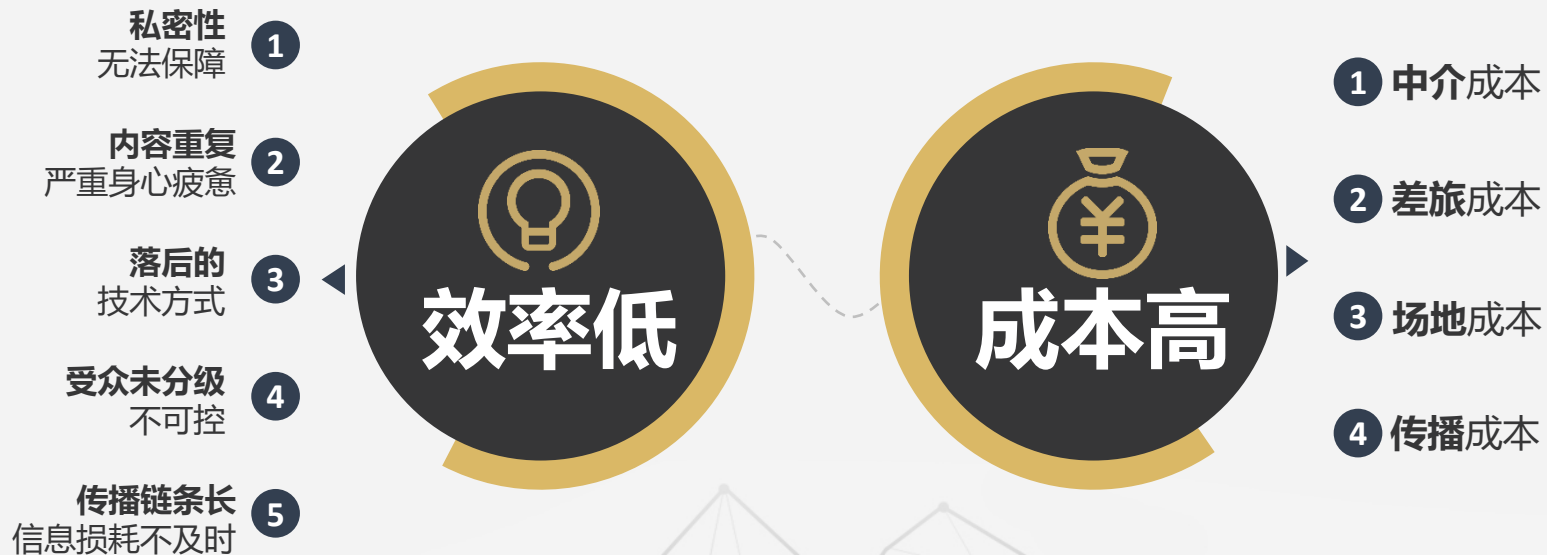 1 私密性
无法保障
2 内容重复
严重身心疲惫
3 落后的
技术方式
4 受众未分级
不可控
5 传播链条长
信息损耗不及时
效率低
¥
成本高
1 中介成本
2 差旅成本
3 场地成本
4 传播成本